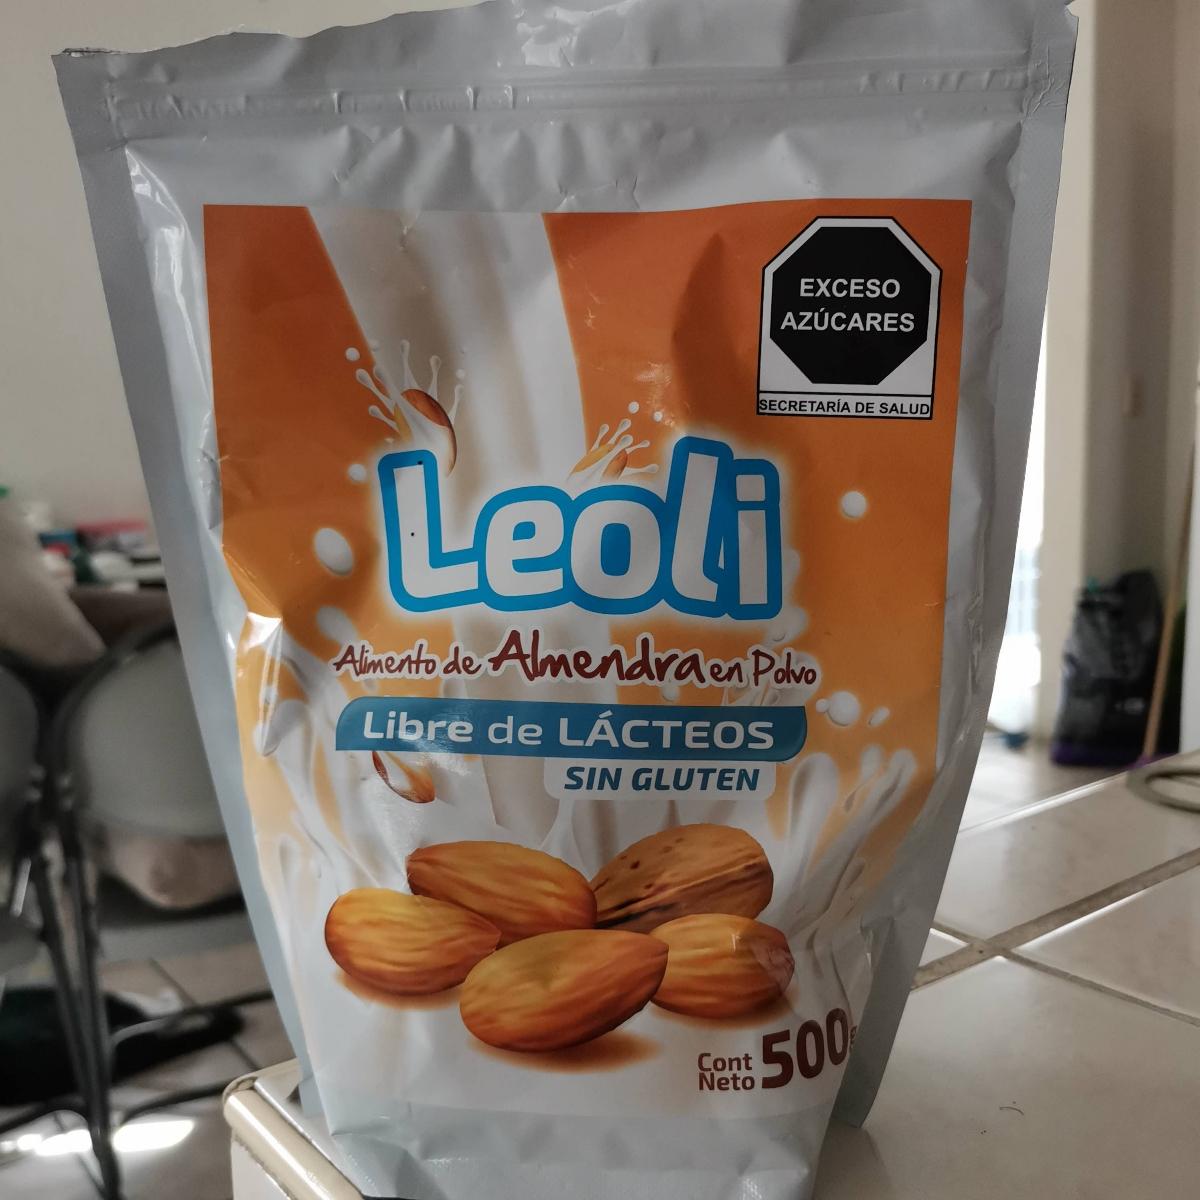 EXCESO
AZÚCARES
SECRETARÍA DE SALUD
Leoli
Alimento de Almendra en Polvo
Libre de LÁCTEOS
SIN GLUTEN
Cont
Neto 500g